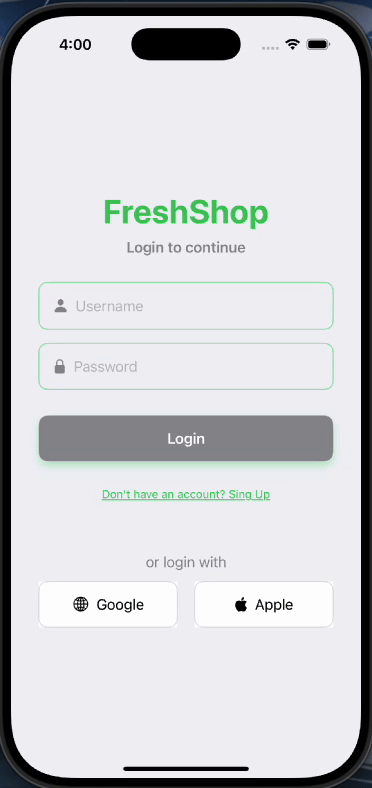 4:00
FreshShop
Login to continue
Username
Password
Login
Don't have an account? Sing Up
or login with
Google
Apple